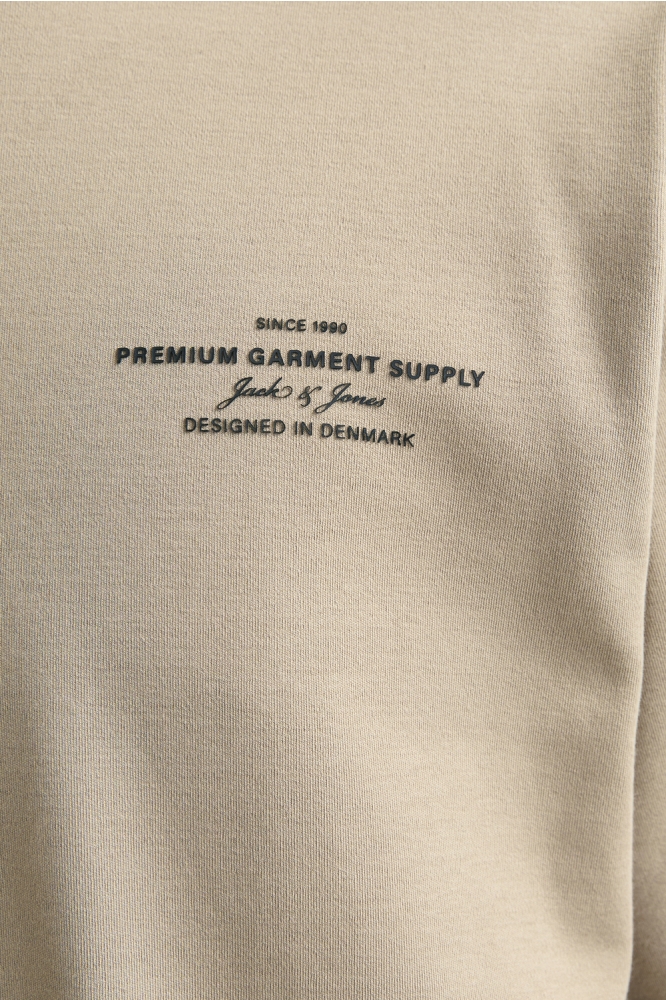 SINCE 1990
PREMIUM GARMENT SUPPLY
Jack & Jones
DESIGNED IN DENMARK